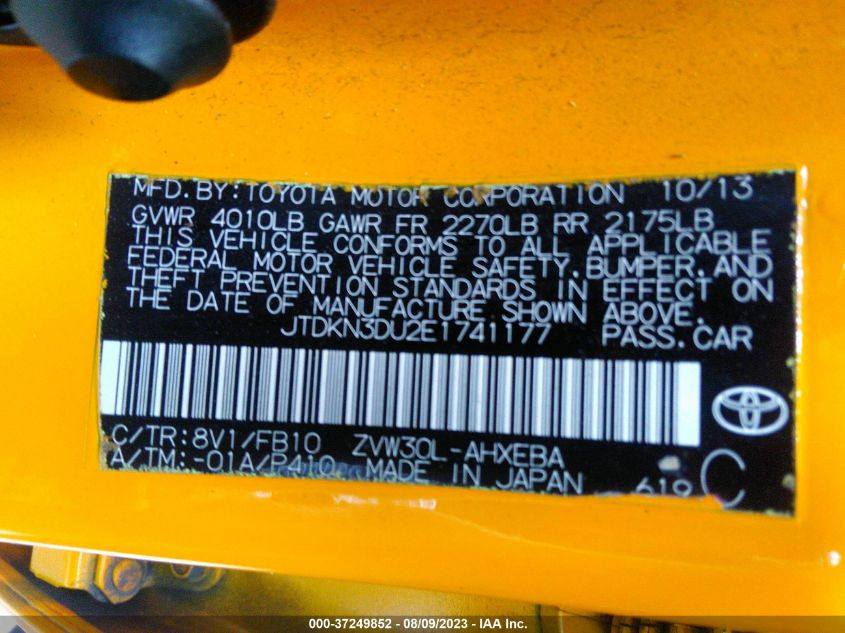 MFD. BY: TOYOTA MOTOR CORPORATION 10/13
GVWR 4010LB GAWR FR 2270LB RR 2175LB
THIS VEHICLE CONFORMS TO ALL APPLICABLE
FEDERAL MOTOR VEHICLE SAFETY, BUMPER, AND
THEFT PREVENTION STANDARDS IN EFFECT ON
THE DATE OF MANUFACTURE SHOWN ABOVE.
JTDKN3DU2E1741177 PASS. CAR
C/TR: 8V1/FB10 ZVW30L-AHXEBA
A/TM: -01A/P410 MADE IN JAPAN 619 C
000-37249852 - 08/09/2023 - IAA Inc.